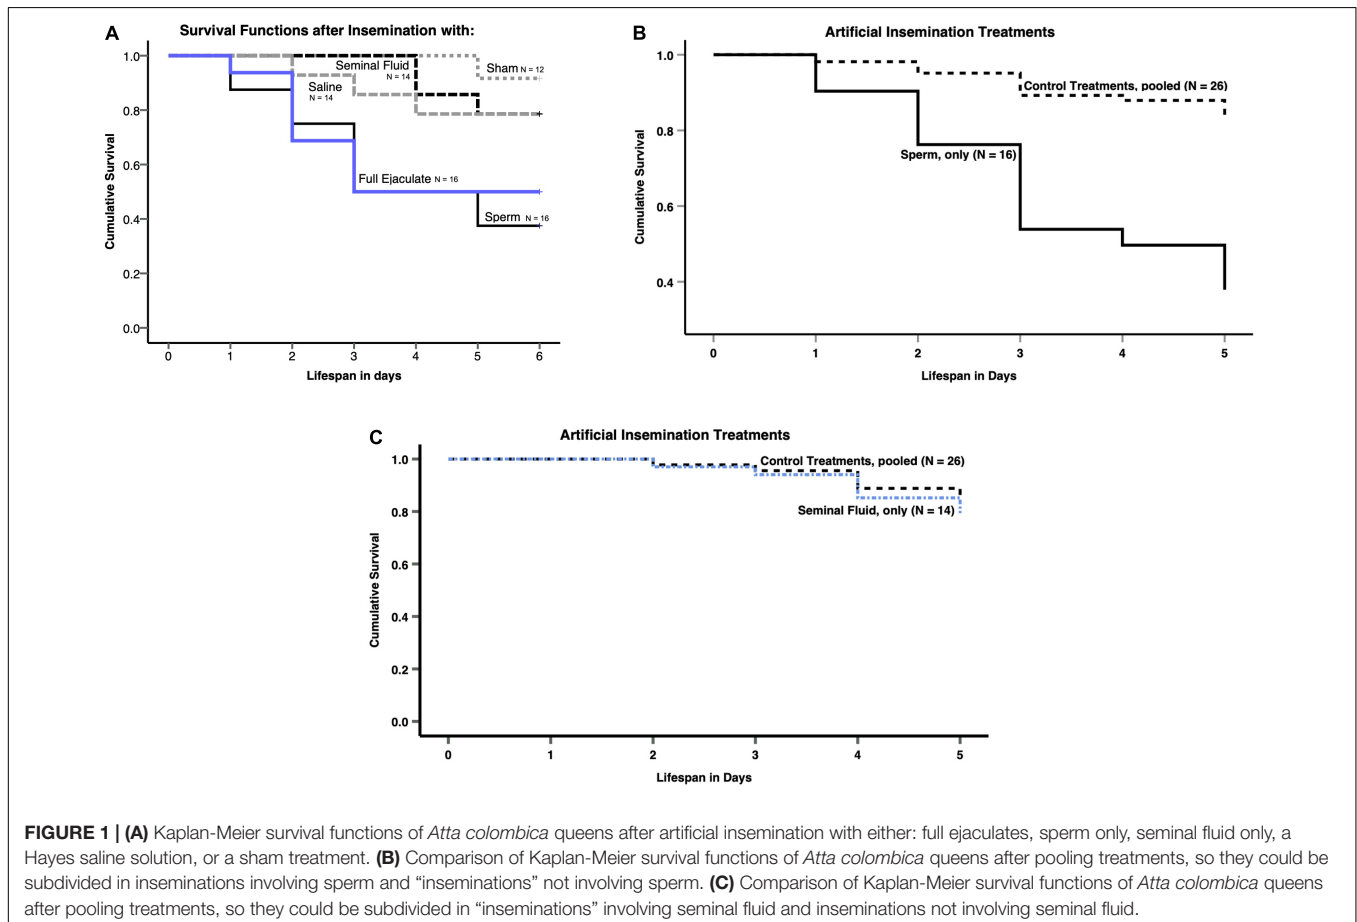 A
Survival Functions after Insemination with:
1.0
0.8
0.6
0.4
0.2
0.0
Cumulative Survival
Seminal Fluid
N = 14
Sham N = 12
Saline
N = 14
Full Ejaculate N = 16
Sperm N = 16
0 1 2 3 4 5 6
Lifespan in days
B
Artificial Insemination Treatments
1.0
0.8
0.6
0.4
Cumulative Survival
Control Treatments, pooled (N = 26)
Sperm, only (N = 16)
0 1 2 3 4 5
Lifespan in Days
C
Artificial Insemination Treatments
1.0
0.8
0.6
0.4
0.2
0.0
Cumulative Survival
Control Treatments, pooled (N = 26)
Seminal Fluid, only (N = 14)
0 1 2 3 4 5
Lifespan in Days
FIGURE 1 | (A) Kaplan-Meier survival functions of Atta colombica queens after artificial insemination with either: full ejaculates, sperm only, seminal fluid only, a
Hayes saline solution, or a sham treatment. (B) Comparison of Kaplan-Meier survival functions of Atta colombica queens after pooling treatments, so they could be
subdivided in inseminations involving sperm and “inseminations” not involving sperm. (C) Comparison of Kaplan-Meier survival functions of Atta colombica queens
after pooling treatments, so they could be subdivided in “inseminations” involving seminal fluid and inseminations not involving seminal fluid.